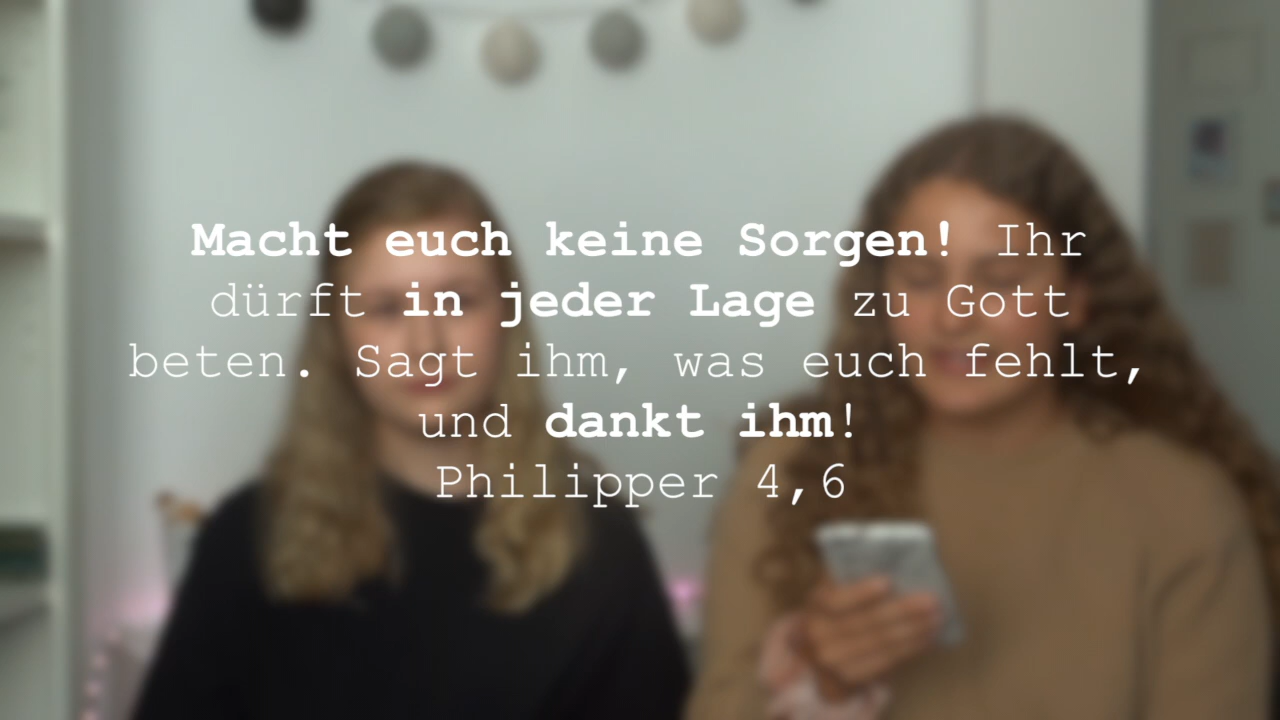 Macht euch keine Sorgen! Ihr
dürft in jeder Lage zu Gott
beten. Sagt ihm, was euch fehlt,
und dankt ihm!
Philipper 4,6